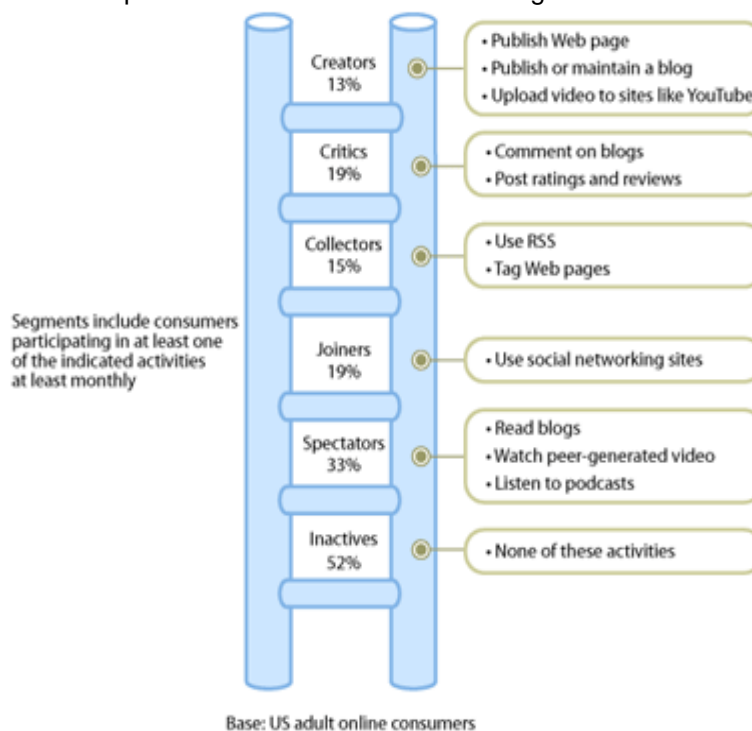 Creators
13%
• Publish Web page
• Publish or maintain a blog
• Upload video to sites like YouTube
Critics
19%
• Comment on blogs
• Post ratings and reviews
Collectors
15%
• Use RSS
• Tag Web pages
Segments include consumers
participating in at least one
of the indicated activities
at least monthly
Joiners
19%
• Use social networking sites
Spectators
33%
• Read blogs
• Watch peer-generated video
• Listen to podcasts
Inactives
52%
• None of these activities
Base: US adult online consumers